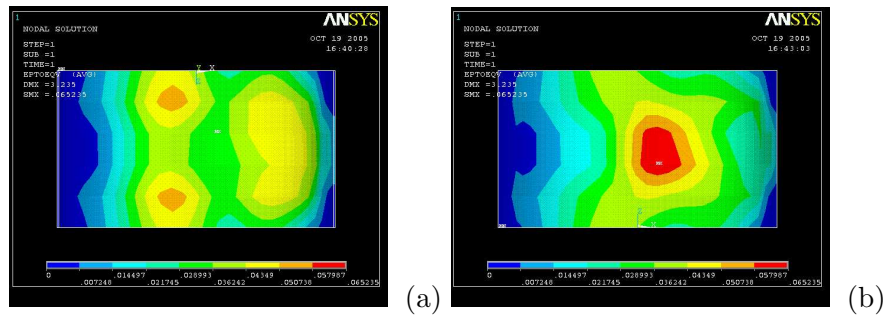 1
ANSYS
NODAL SOLUTION
OCT 19 2005
16:40:28
STEP=1
SUB =1
TIME=1
EPTOEQV (AVG)
DMX =3.235
SMX =.065235
Y
X
MX
0
.014497
.028993
.04349
.057987
.007248
.021745
.036242
.050738
.065235
(a)
1
ANSYS
NODAL SOLUTION
OCT 19 2005
16:43:03
STEP=1
SUB =1
TIME=1
EPTOEQV (AVG)
DMX =3.235
SMX =.065235
MX
X
0
.014497
.028993
.04349
.057987
.007248
.021745
.036242
.050738
.065235
(b)